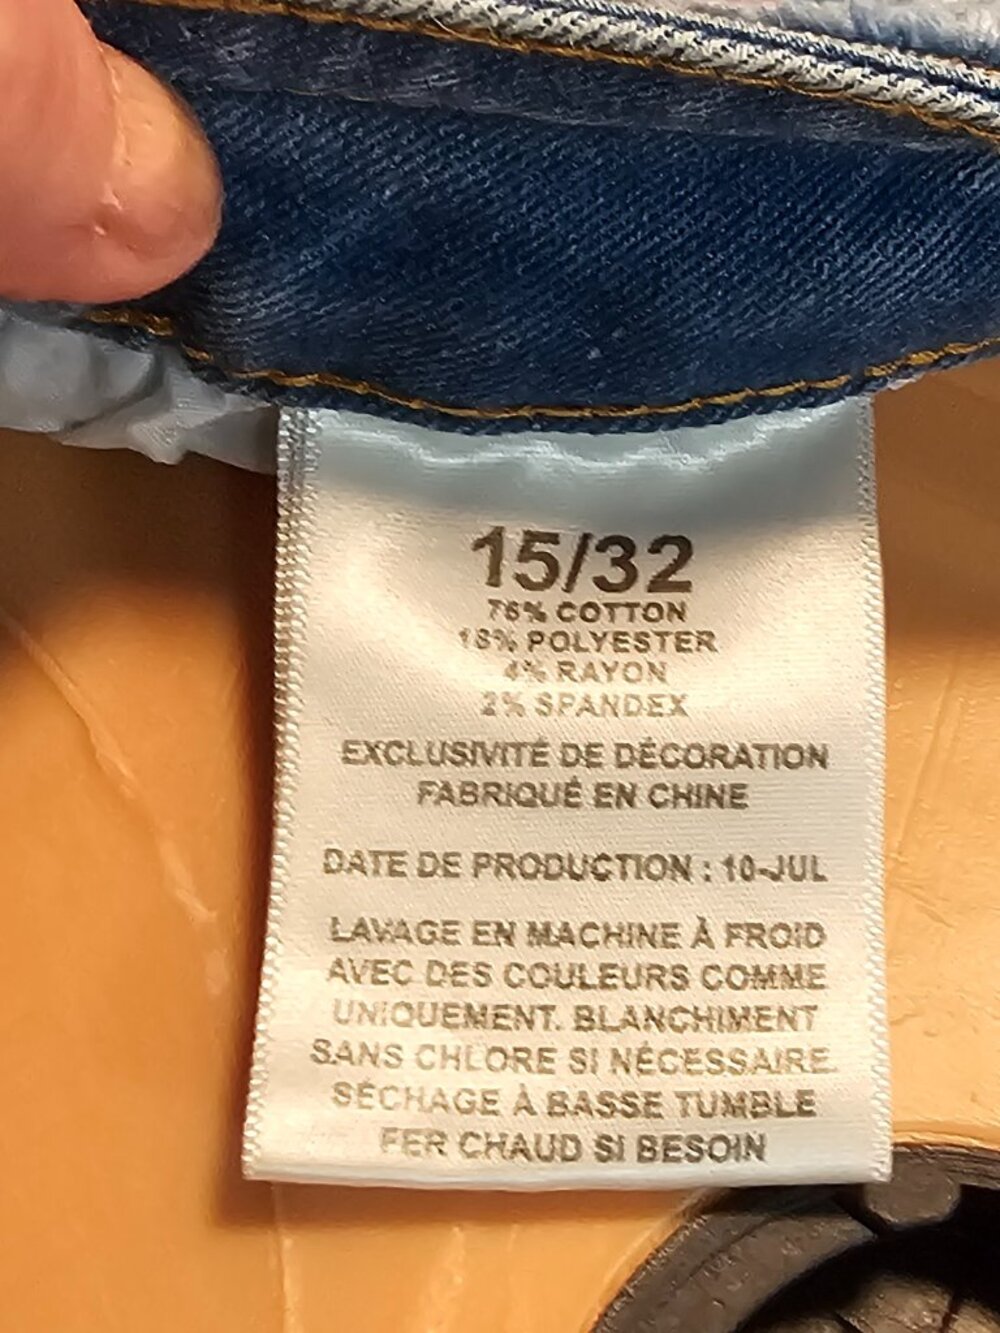 15/32
76% COTTON
18% POLYESTER
4% RAYON
2% SPANDEX
EXCLUSIVITÉ DE DÉCORATION
FABRIQUÉ EN CHINE
DATE DE PRODUCTION : 10-JUL
LAVAGE EN MACHINE À FROID
AVEC DES COULEURS COMME
UNIQUEMENT. BLANCHIMENT
SANS CHLORE SI NÉCESSAIRE.
SÉCHAGE À BASSE TUMBLE
FER CHAUD SI BESOIN